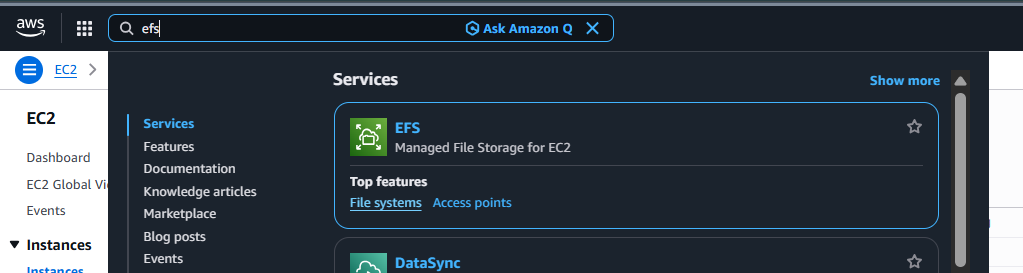 aws
efs
Ask Amazon Q
EC2
EC2
Dashboard
EC2 Global
Events
Instances
Instances
Services
Features
Documentation
Knowledge articles
Marketplace
Blog posts
Events
Services
Show more
EFS
Managed File Storage for EC2
Top features
File systems Access points
DataSync